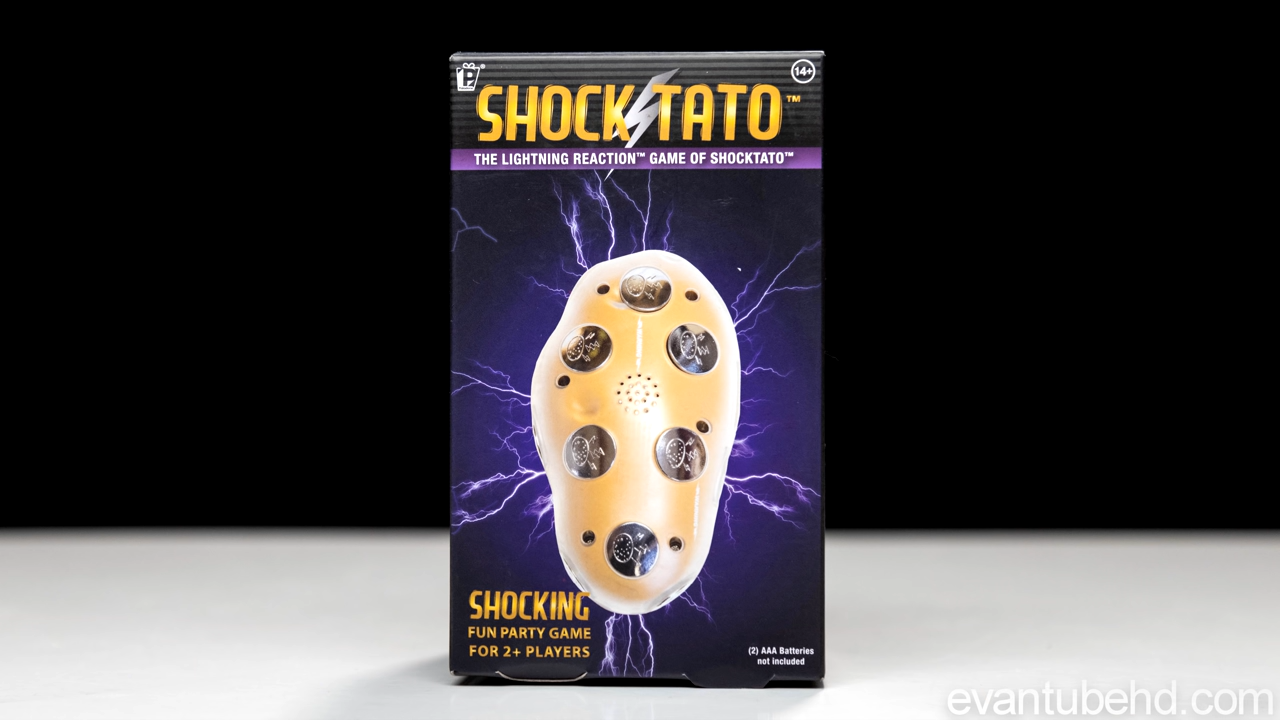 P
14+
SHOCKTATO™
THE LIGHTNING REACTION™ GAME OF SHOCKTATO™
SHOCKING
FUN PARTY GAME
FOR 2+ PLAYERS
(2) AAA Batteries
not included
evantubehd.com